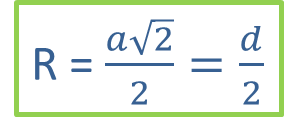 R = a√2/2 = d/2